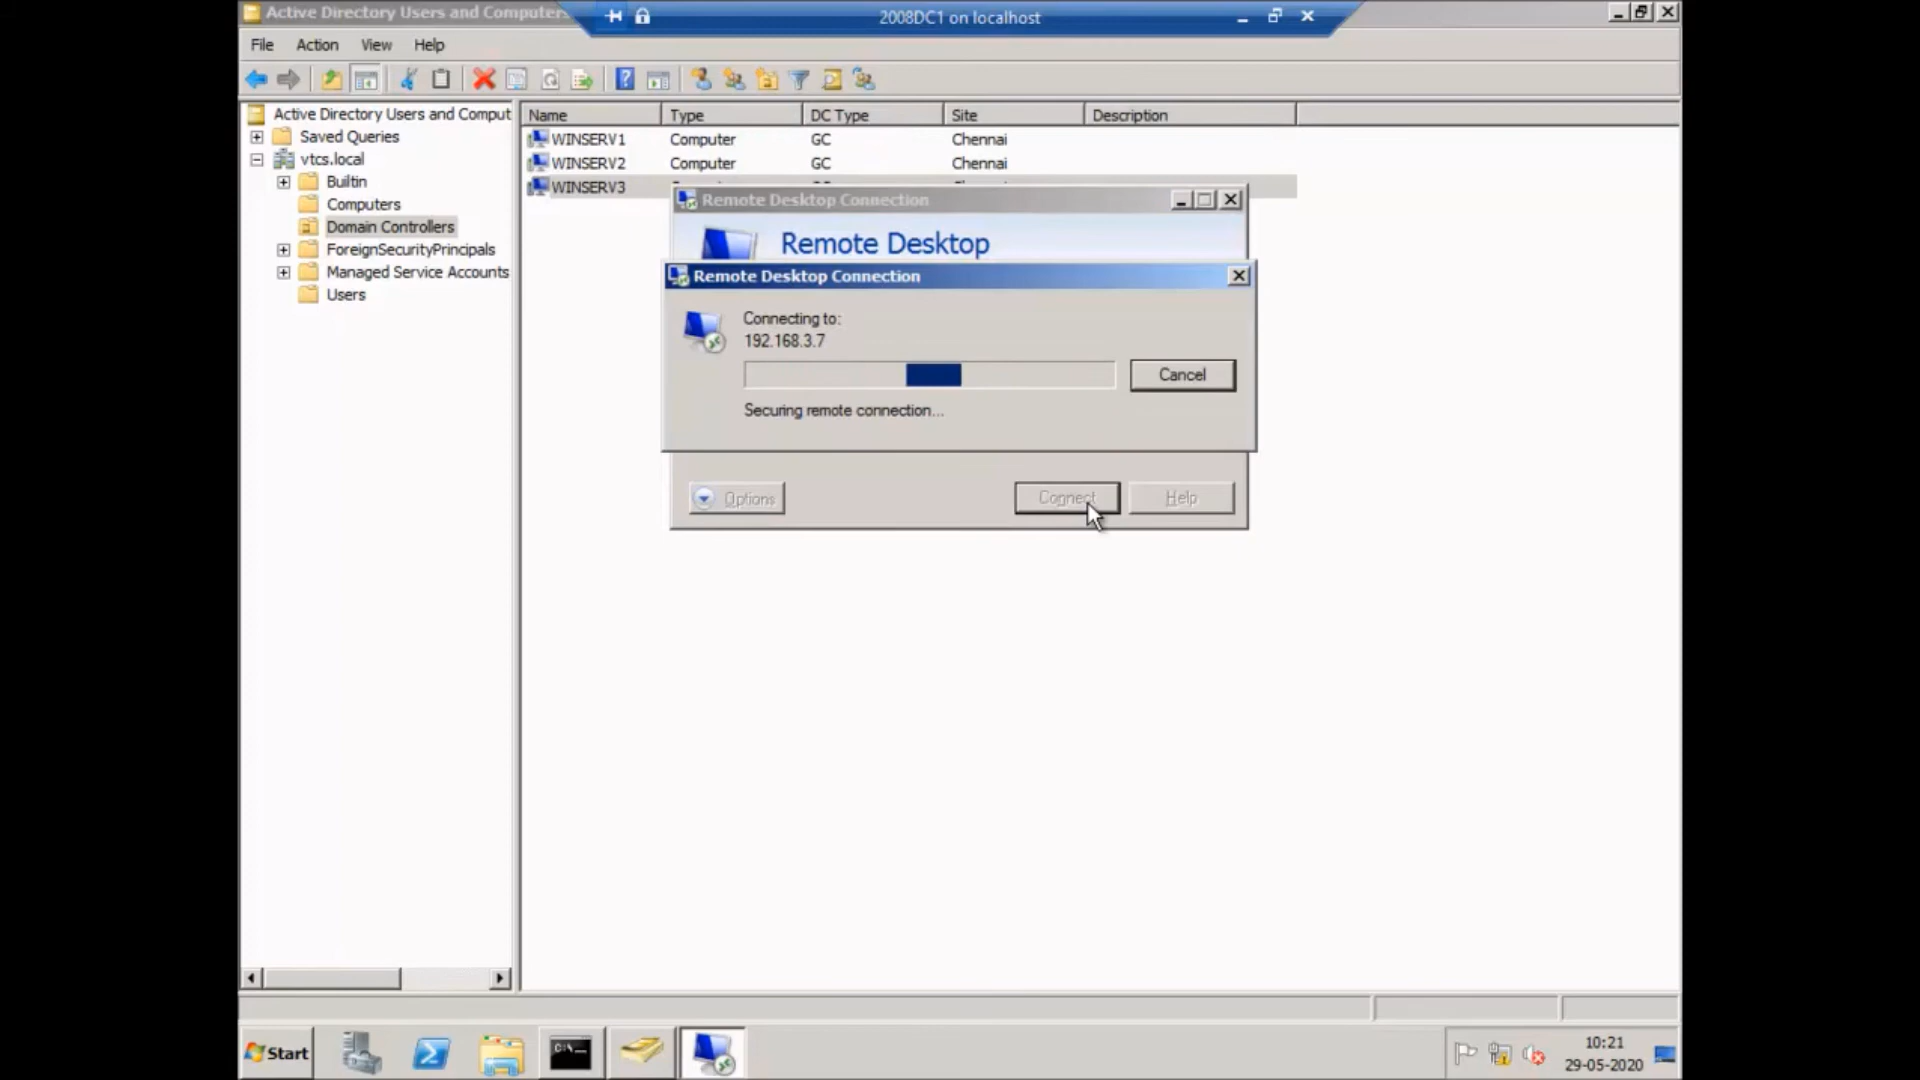 Active Directory Users and Computers
2008DC1 on localhost
File Action View Help
Active Directory Users and Comput
Saved Queries
vtcs.local
Builtin
Computers
Domain Controllers
ForeignSecurityPrincipals
Managed Service Accounts
Users
Name Type DC Type Site Description
WINSERV1 Computer GC Chennai
WINSERV2 Computer GC Chennai
WINSERV3
Remote Desktop Connection
Remote Desktop
Remote Desktop Connection
Connecting to:
192.168.3.7
Cancel
Securing remote connection...
Options Connect Help
Start
C:\
10:21
29-05-2020